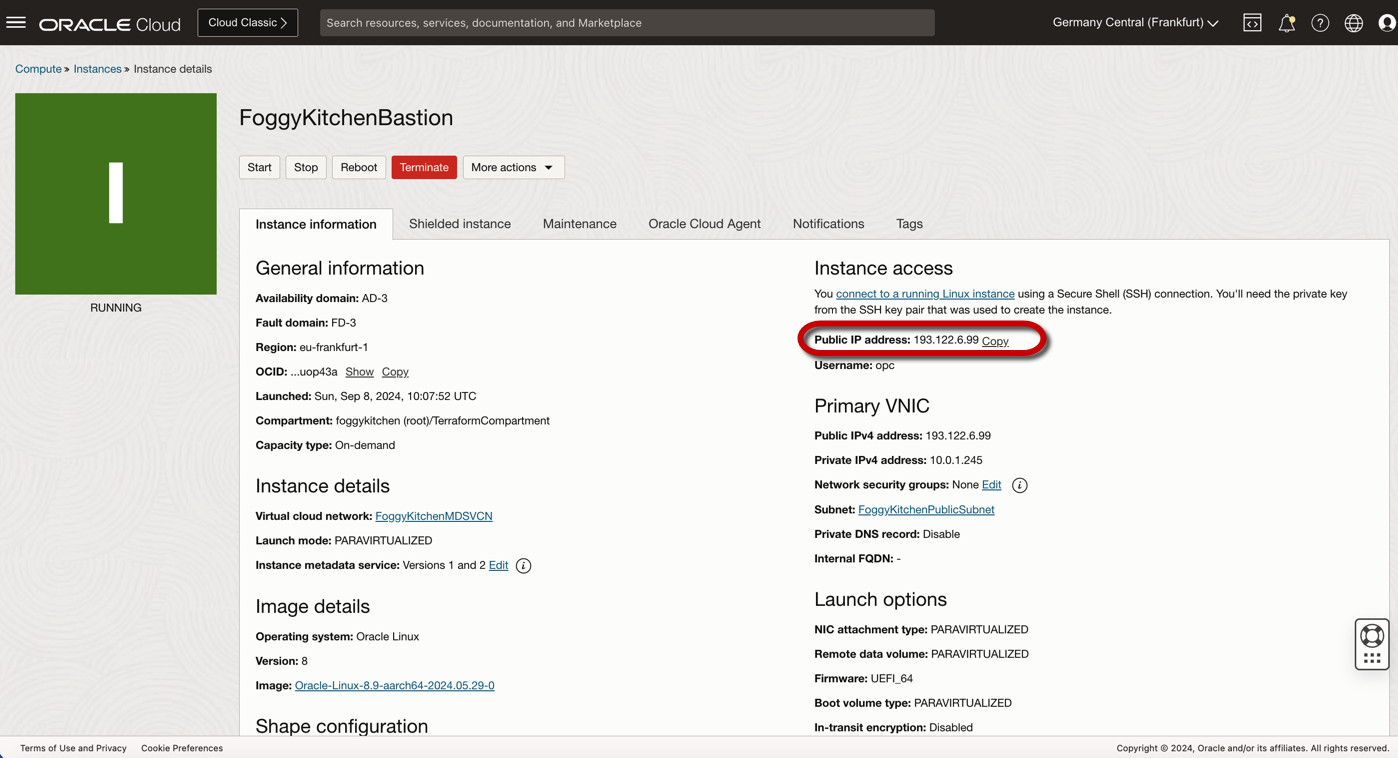 ORACLE Cloud
Cloud Classic
Search resources, services, documentation, and Marketplace
Germany Central (Frankfurt)
Compute » Instances » Instance details
I
RUNNING
FoggyKitchenBastion
Start Stop Reboot Terminate More actions
Instance information Shielded instance Maintenance Oracle Cloud Agent Notifications Tags
General information
Availability domain: AD-3
Fault domain: FD-3
Region: eu-frankfurt-1
OCID: ...uop43a Show Copy
Launched: Sun, Sep 8, 2024, 10:07:52 UTC
Compartment: foggykitchen (root)/TerraformCompartment
Capacity type: On-demand
Instance details
Virtual cloud network: FoggyKitchenMDSVCN
Launch mode: PARAVIRTUALIZED
Instance metadata service: Versions 1 and 2 Edit
Image details
Operating system: Oracle Linux
Version: 8
Image: Oracle-Linux-8.9-aarch64-2024.05.29-0
Shape configuration
Instance access
You connect to a running Linux instance using a Secure Shell (SSH) connection. You'll need the private key
from the SSH key pair that was used to create the instance.
Public IP address: 193.122.6.99 Copy
Username: opc
Primary VNIC
Public IPv4 address: 193.122.6.99
Private IPv4 address: 10.0.1.245
Network security groups: None Edit
Subnet: FoggyKitchenPublicSubnet
Private DNS record: Disable
Internal FQDN: -
Launch options
NIC attachment type: PARAVIRTUALIZED
Remote data volume: PARAVIRTUALIZED
Firmware: UEFI_64
Boot volume type: PARAVIRTUALIZED
In-transit encryption: Disabled
Terms of Use and Privacy Cookie Preferences
Copyright © 2024, Oracle and/or its affiliates. All rights reserved.